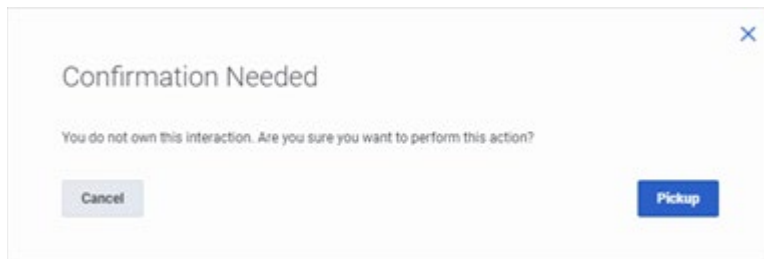 Confirmation Needed
You do not own this interaction. Are you sure you want to perform this action?
Cancel
Pickup